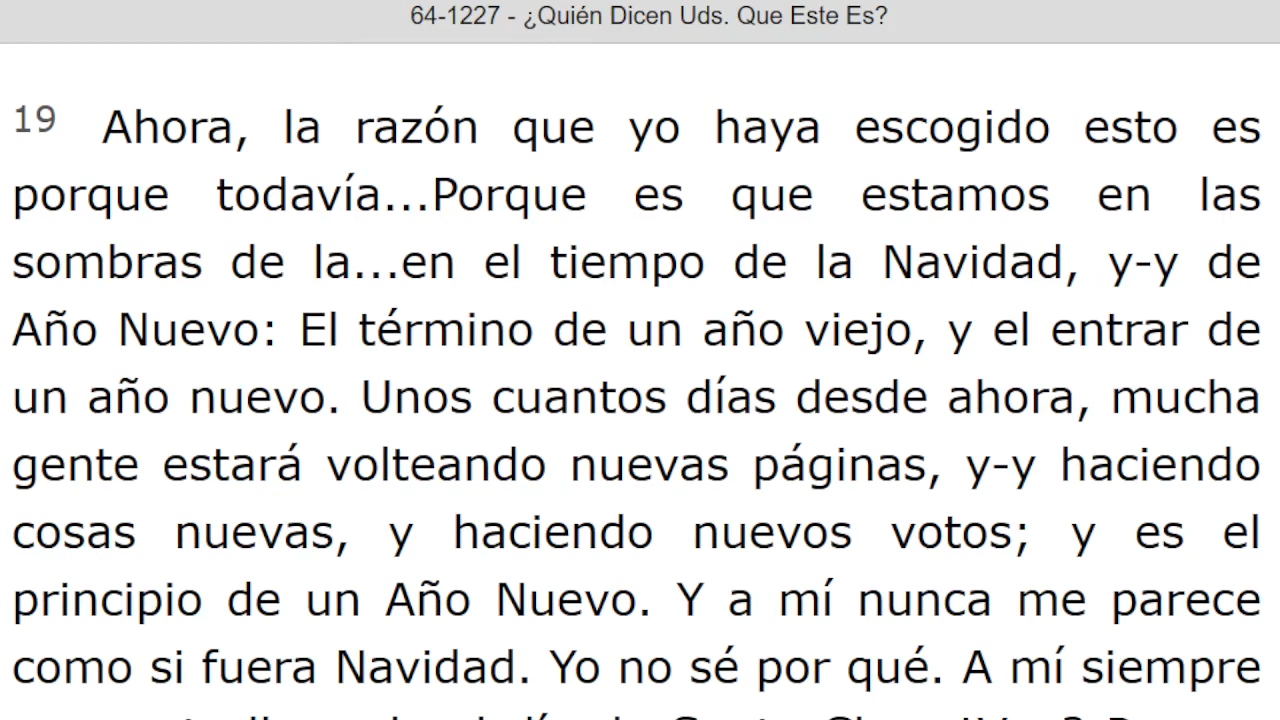 64-1227 - ¿Quién Dicen Uds. Que Este Es?
19 Ahora, la razón que yo haya escogido esto es
porque todavía...Porque es que estamos en las
sombras de la...en el tiempo de la Navidad, y-y de
Año Nuevo: El término de un año viejo, y el entrar de
un año nuevo. Unos cuantos días desde ahora, mucha
gente estará volteando nuevas páginas, y-y haciendo
cosas nuevas, y haciendo nuevos votos; y es el
principio de un Año Nuevo. Y a mí nunca me parece
como si fuera Navidad. Yo no sé por qué. A mí siempre